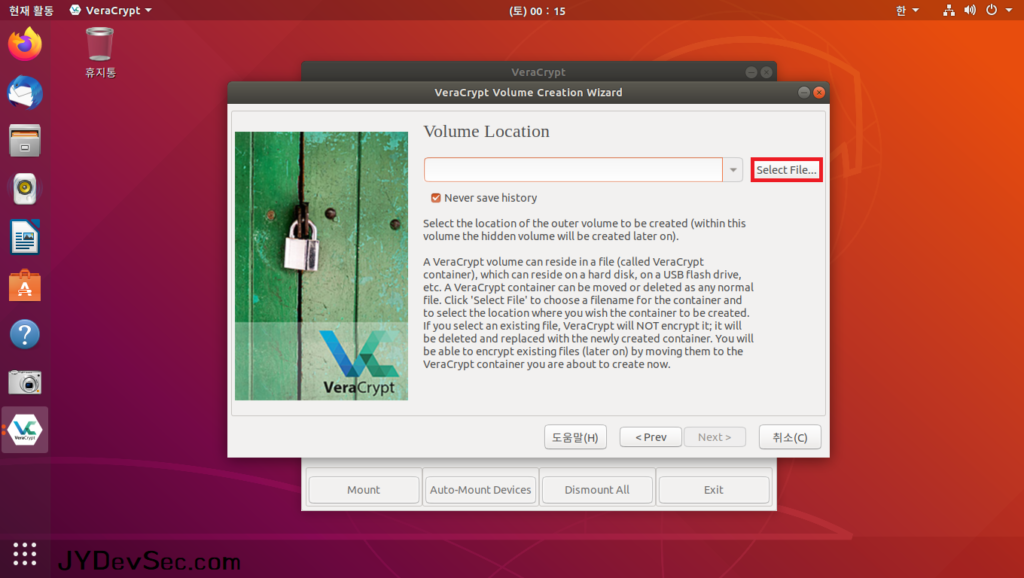 현재 활동
VeraCrypt
(토) 00 : 15
한
휴지통
VeraCrypt
VeraCrypt Volume Creation Wizard
Volume Location
Select File...
Never save history
Select the location of the outer volume to be created (within this
volume the hidden volume will be created later on).
A VeraCrypt volume can reside in a file (called VeraCrypt
container), which can reside on a hard disk, on a USB flash drive,
etc. A VeraCrypt container can be moved or deleted as any normal
file. Click 'Select File' to choose a filename for the container and
to select the location where you wish the container to be created.
If you select an existing file, VeraCrypt will NOT encrypt it; it will
be deleted and replaced with the newly created container. You will
be able to encrypt existing files (later on) by moving them to the
VeraCrypt container you are about to create now.
VeraCrypt
VeraCrypt
도움말(H)
< Prev
Next >
취소(C)
Mount
Auto-Mount Devices
Dismount All
Exit
JYDevSec.com